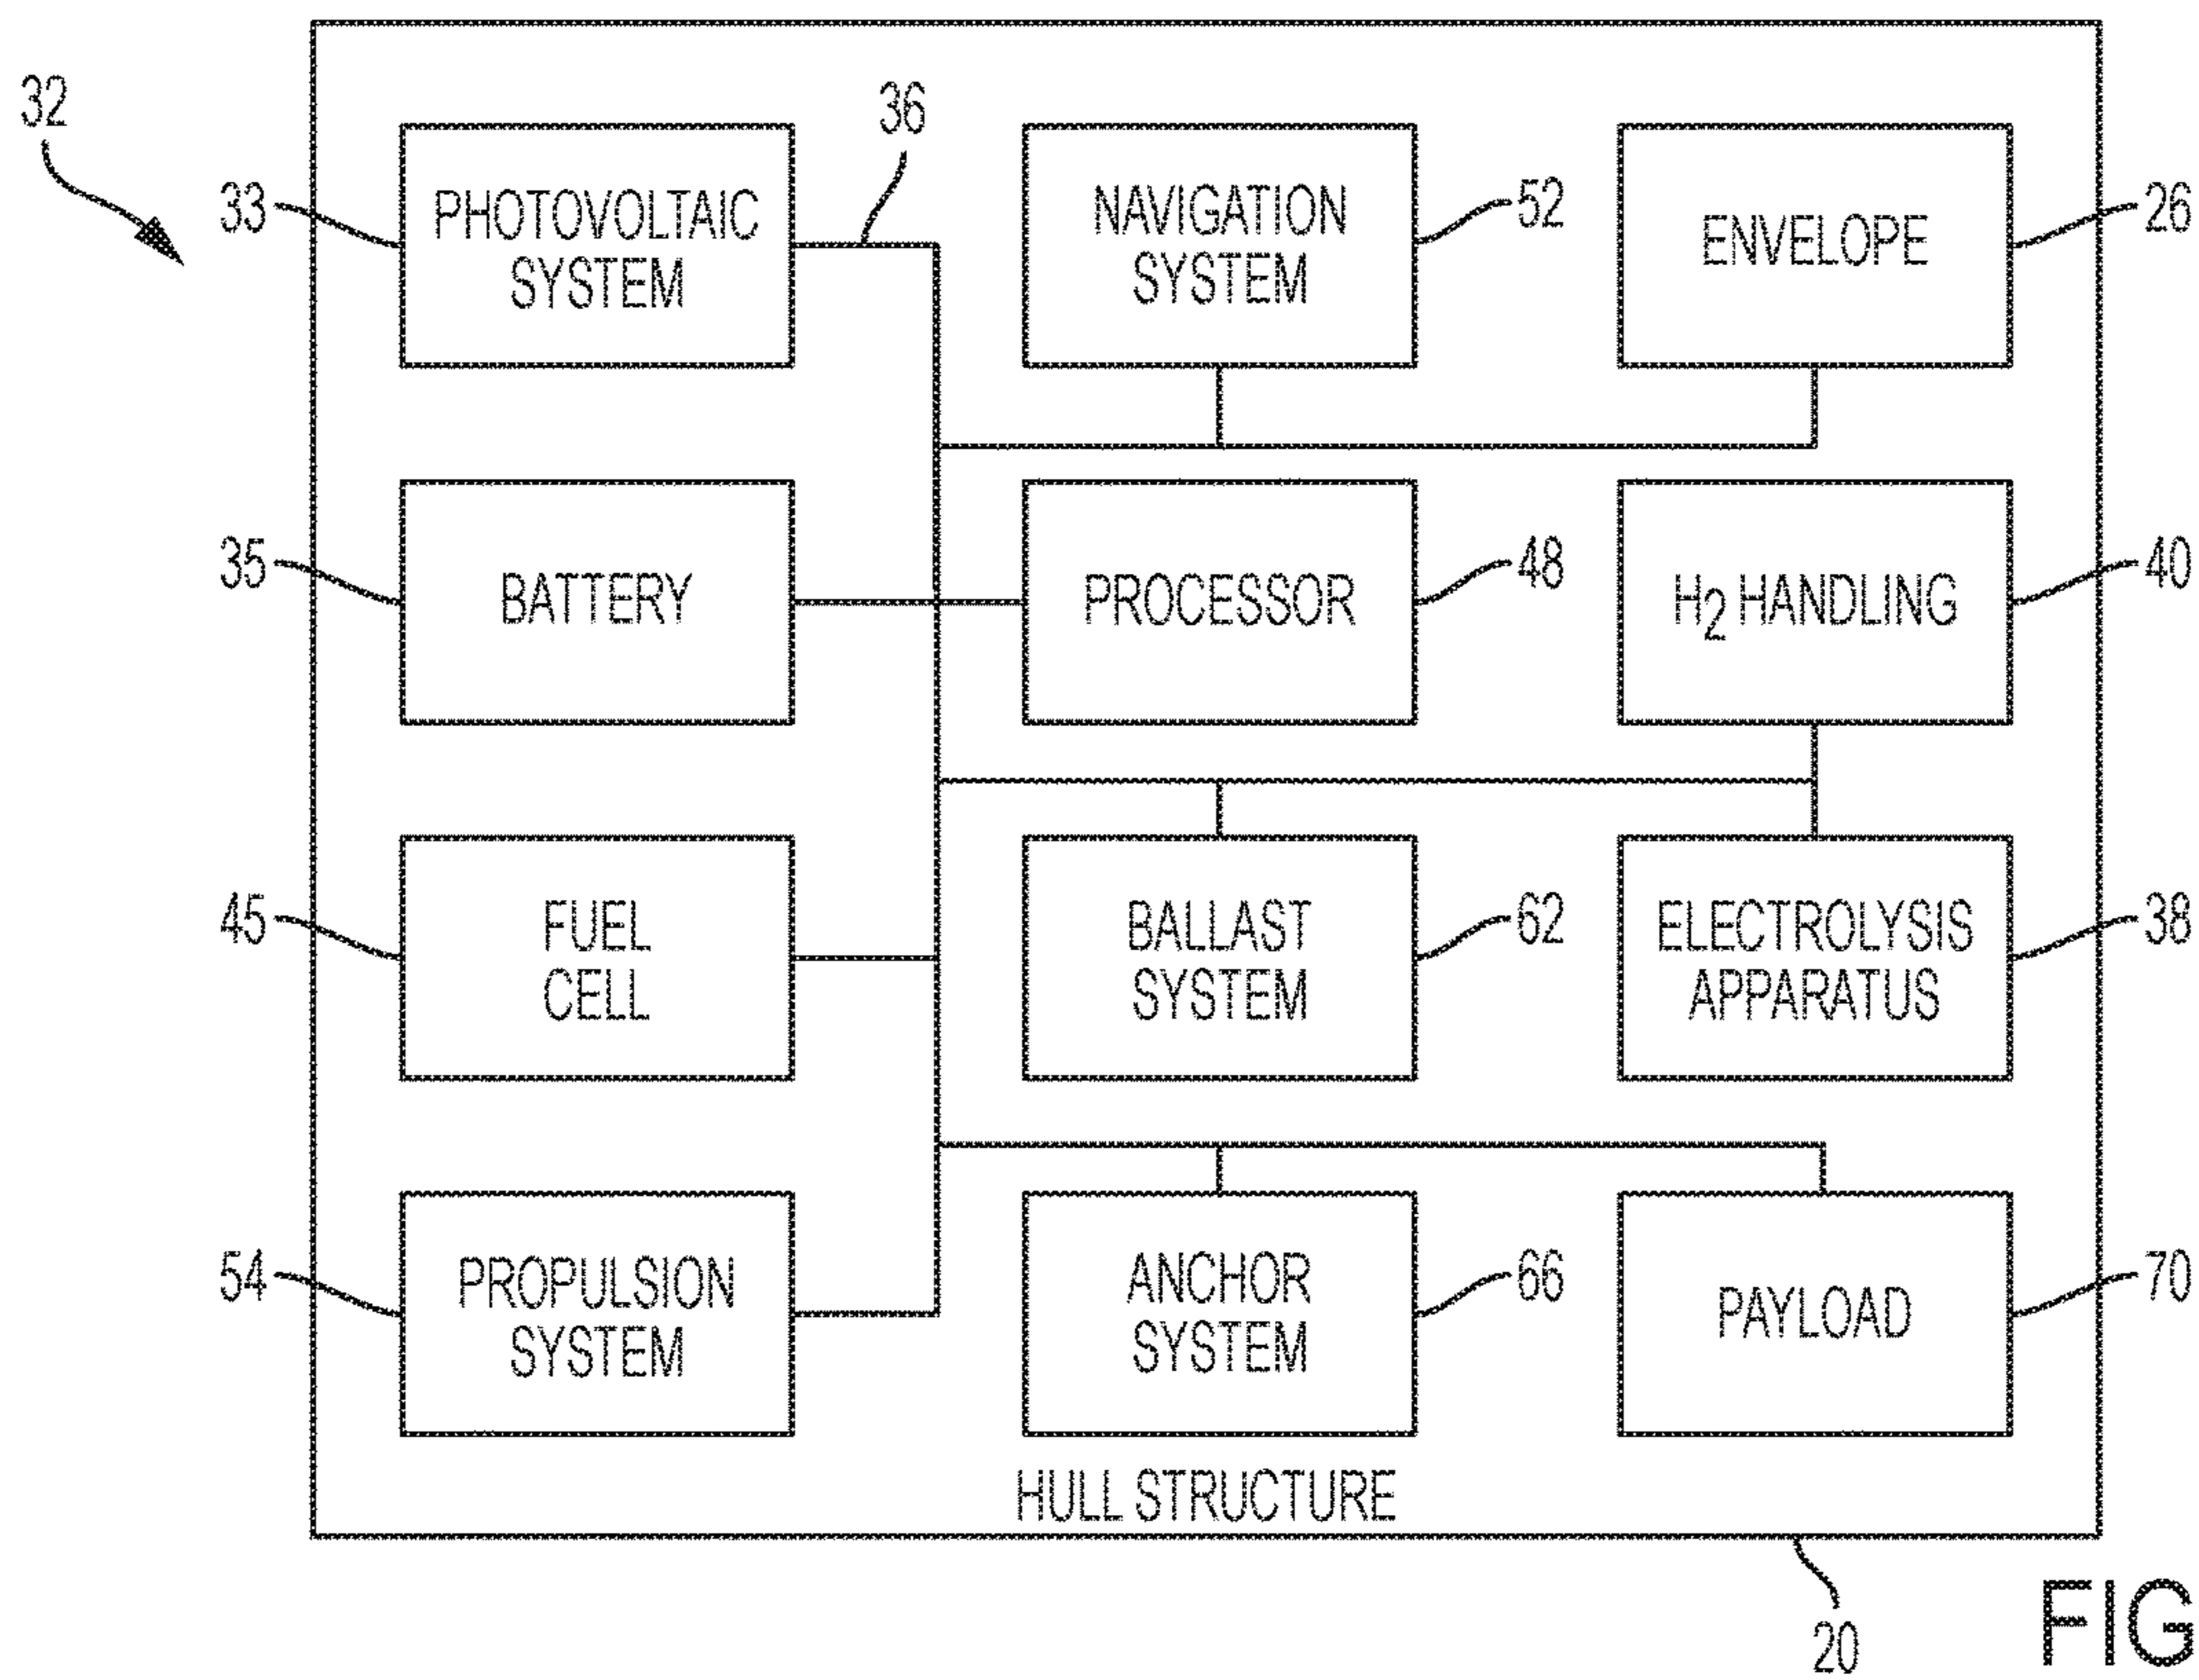 32
36
33
PHOTOVOLTAIC
SYSTEM
NAVIGATION
SYSTEM
52
ENVELOPE
26
35
BATTERY
PROCESSOR
48
H2 HANDLING
40
45
FUEL
CELL
BALLAST
SYSTEM
62
ELECTROLYSIS
APPARATUS
38
54
PROPULSION
SYSTEM
ANCHOR
SYSTEM
66
PAYLOAD
70
HULL STRUCTURE
20
FIG